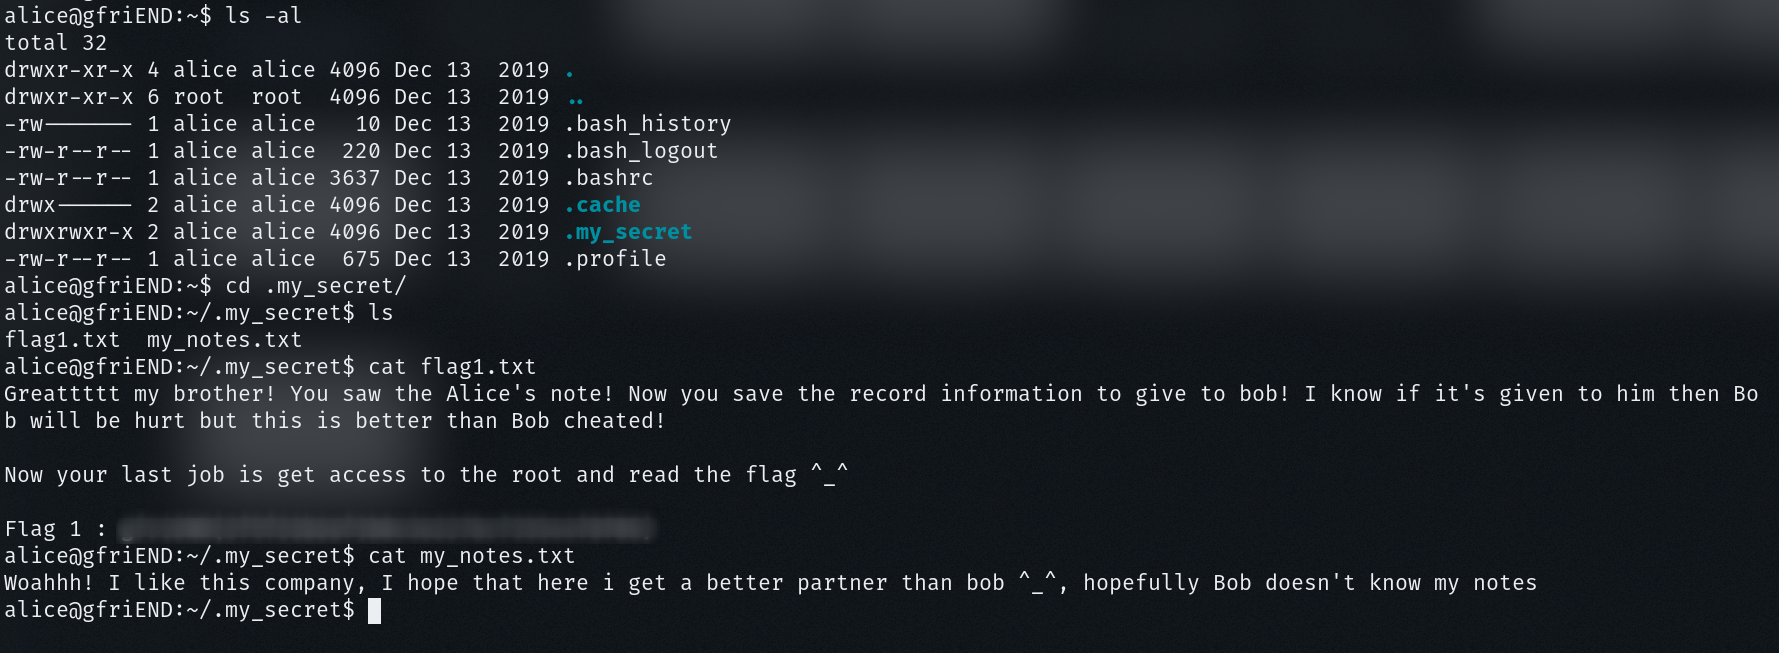 alice@gfriEND:~$ ls -al
total 32
drwxr-xr-x 4 alice alice 4096 Dec 13  2019 .
drwxr-xr-x 6 root  root  4096 Dec 13  2019 ..
-rw------- 1 alice alice   10 Dec 13  2019 .bash_history
-rw-r--r-- 1 alice alice  220 Dec 13  2019 .bash_logout
-rw-r--r-- 1 alice alice 3637 Dec 13  2019 .bashrc
drwx------ 2 alice alice 4096 Dec 13  2019 .cache
drwxrwxr-x 2 alice alice 4096 Dec 13  2019 .my_secret
-rw-r--r-- 1 alice alice  675 Dec 13  2019 .profile
alice@gfriEND:~$ cd .my_secret/
alice@gfriEND:~/.my_secret$ ls
flag1.txt  my_notes.txt
alice@gfriEND:~/.my_secret$ cat flag1.txt
Greattttt my brother! You saw the Alice's note! Now you save the record information to give to bob! I know if it's given to him then Bo
b will be hurt but this is better than Bob cheated!
Now your last job is get access to the root and read the flag ^_^
Flag 1 :
alice@gfriEND:~/.my_secret$ cat my_notes.txt
Woahhh! I like this company, I hope that here i get a better partner than bob ^_^, hopefully Bob doesn't know my notes
alice@gfriEND:~/.my_secret$